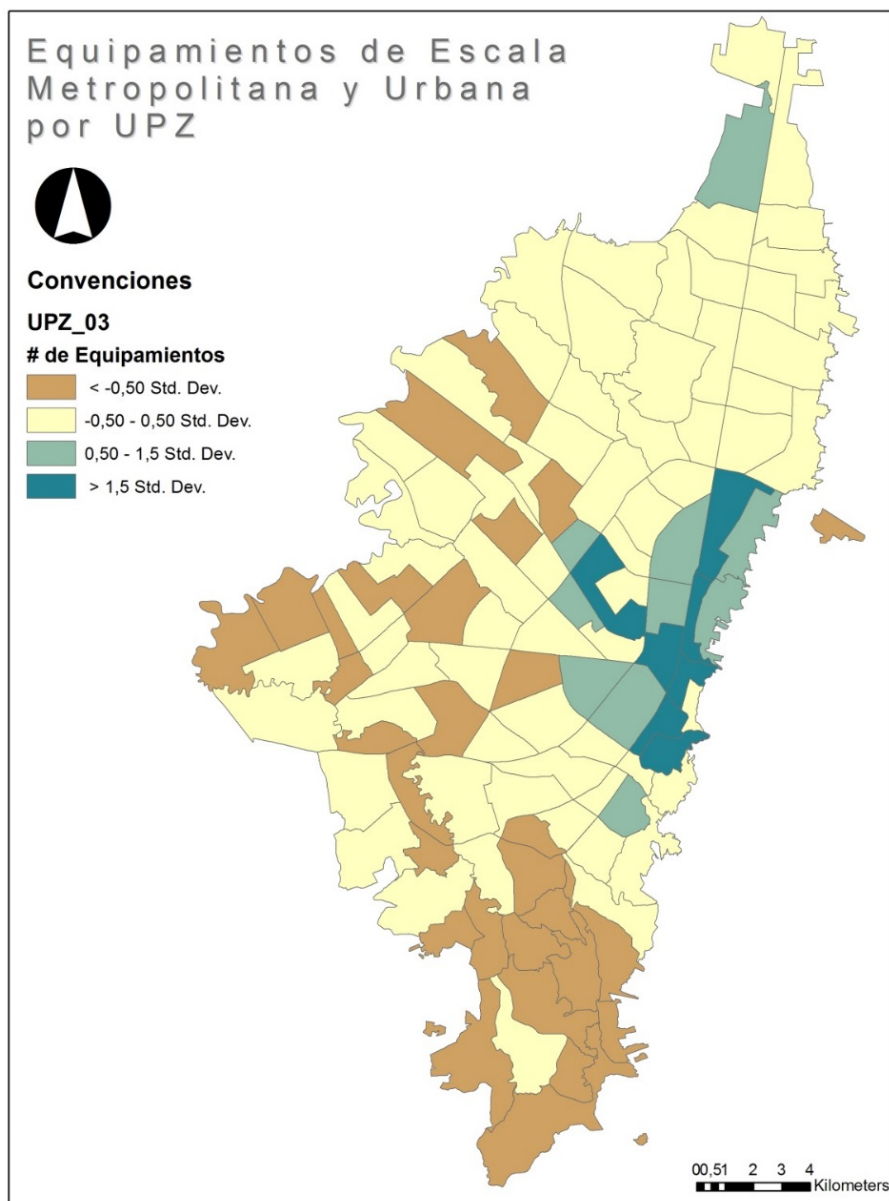 Equipamientos de Escala
Metropolitana y Urbana
por UPZ
Convenciones
UPZ_03
# de Equipamientos
< -0,50 Std. Dev.
-0,50 - 0,50 Std. Dev.
0,50 - 1,5 Std. Dev.
> 1,5 Std. Dev.
00,51 2 3 4
Kilometers